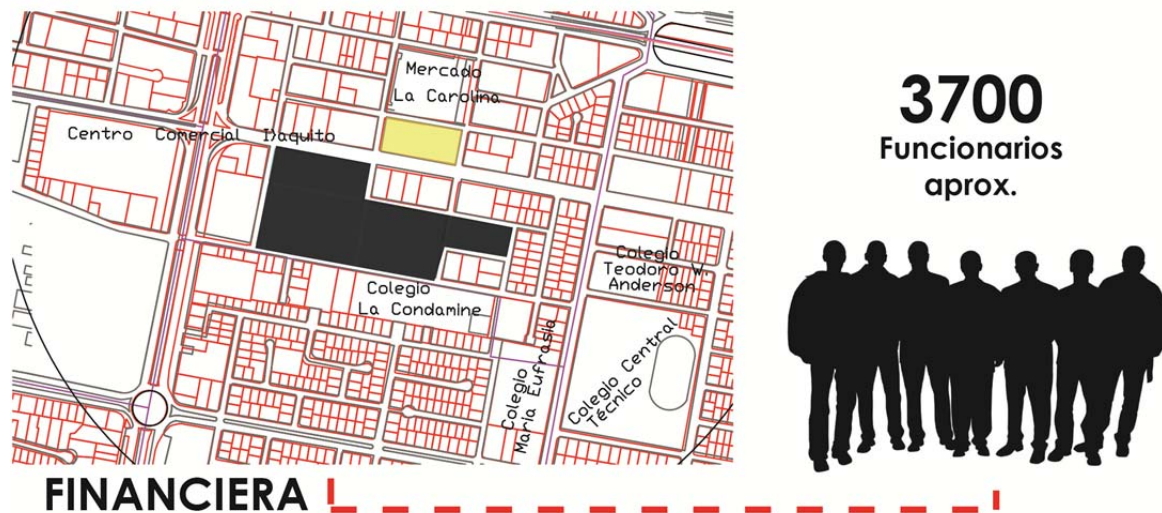 Mercado
La Carolina
Centro Comercial Iñaquito
Colegio
Teodoro W.
Anderson
Colegio
La Condamine
Colegio
Maria Eufrasia
Colegio Central
Técnico
3700
Funcionarios
aprox.
FINANCIERA